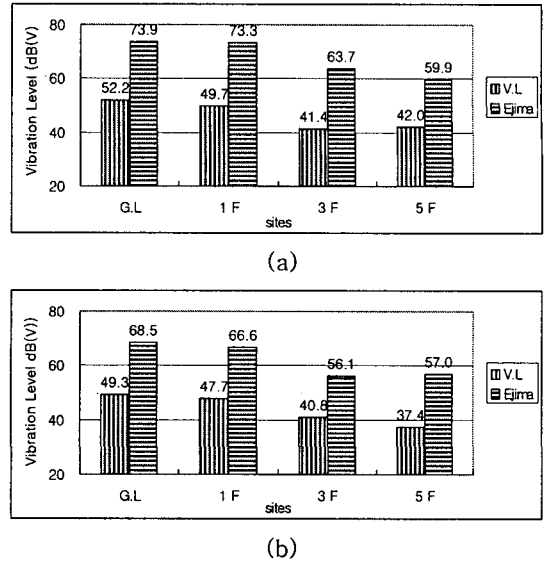 Vibration Level (dB(V)
80
60
40
20
52.2
73.9
49.7
73.3
41.4
63.7
42.0
59.9
G.L
1 F
3 F
5 F
sites
V.L
Ejima
(a)
Vibration Level dB(V))
80
60
40
20
49.3
68.5
47.7
66.6
40.8
56.1
37.4
57.0
G.L
1 F
3 F
5 F
sites
V.L
Ejima
(b)